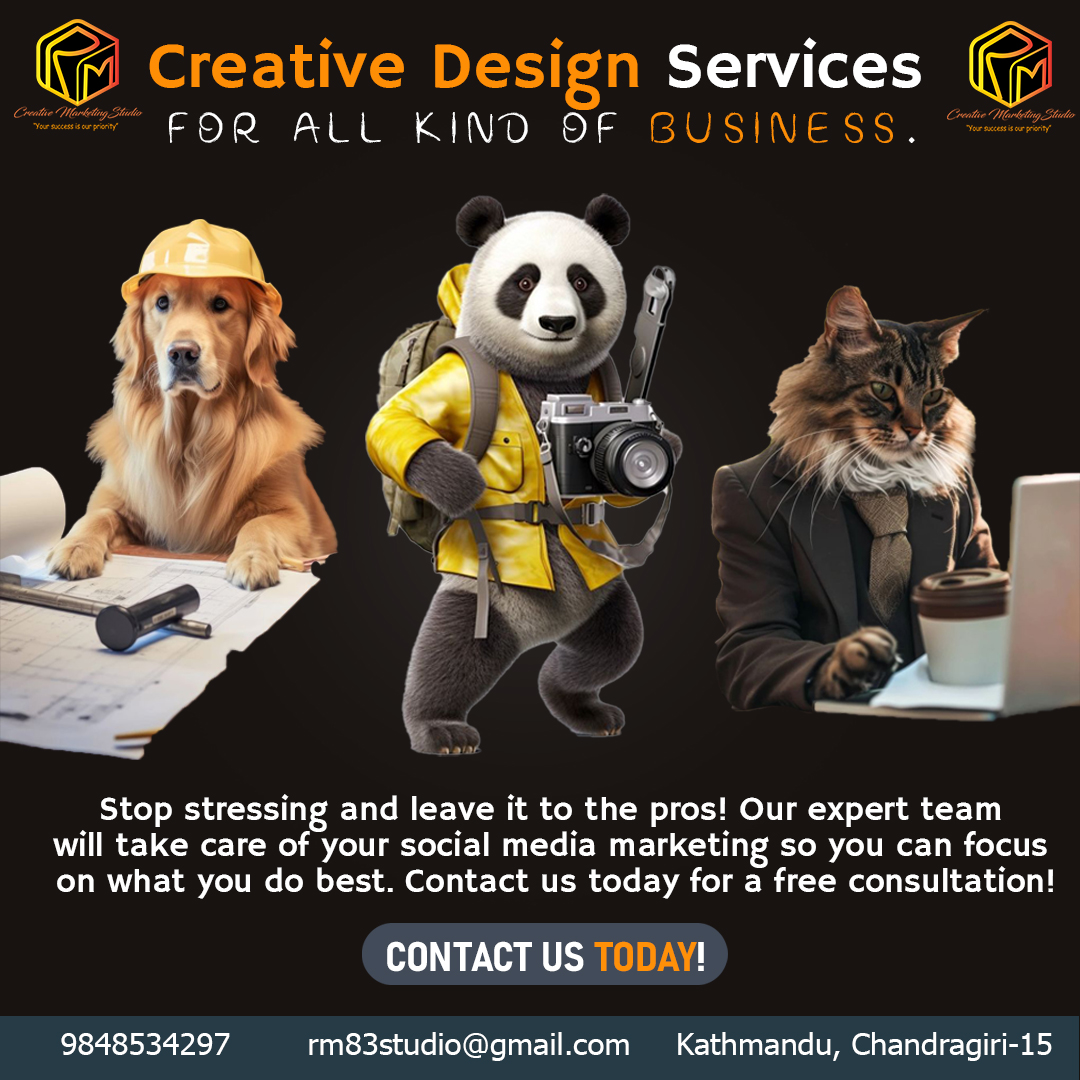 Creative Design Services
FOR ALL KIND OF BUSINESS.
RM
Creative Marketing Studio
"Your success is our priority"
RM
Creative Marketing Studio
"Your success is our priority"
Stop stressing and leave it to the pros! Our expert team
will take care of your social media marketing so you can focus
on what you do best. Contact us today for a free consultation!
CONTACT US TODAY!
9848534297 rm83studio@gmail.com Kathmandu, Chandragiri-15